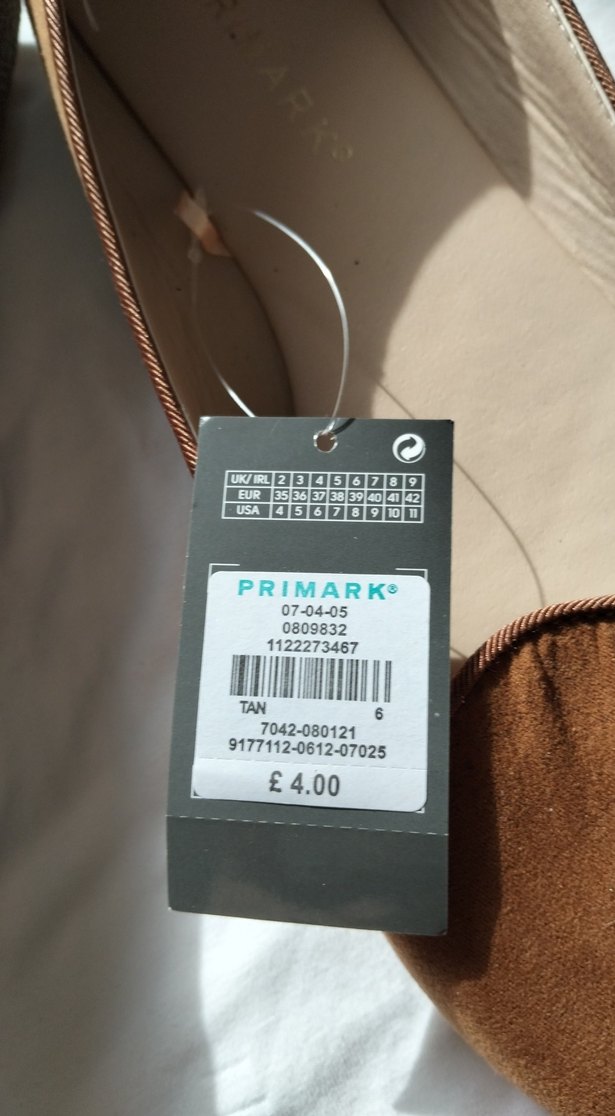 PRIMARK®
UK/IRL 2 3 4 5 6 7 8 9
EUR 35 36 37 38 39 40 41 42
USA 4 5 6 7 8 9 10 11
PRIMARK®
07-04-05
0809832
1122273467
TAN 6
7042-080121
9177112-0612-07025
£ 4.00